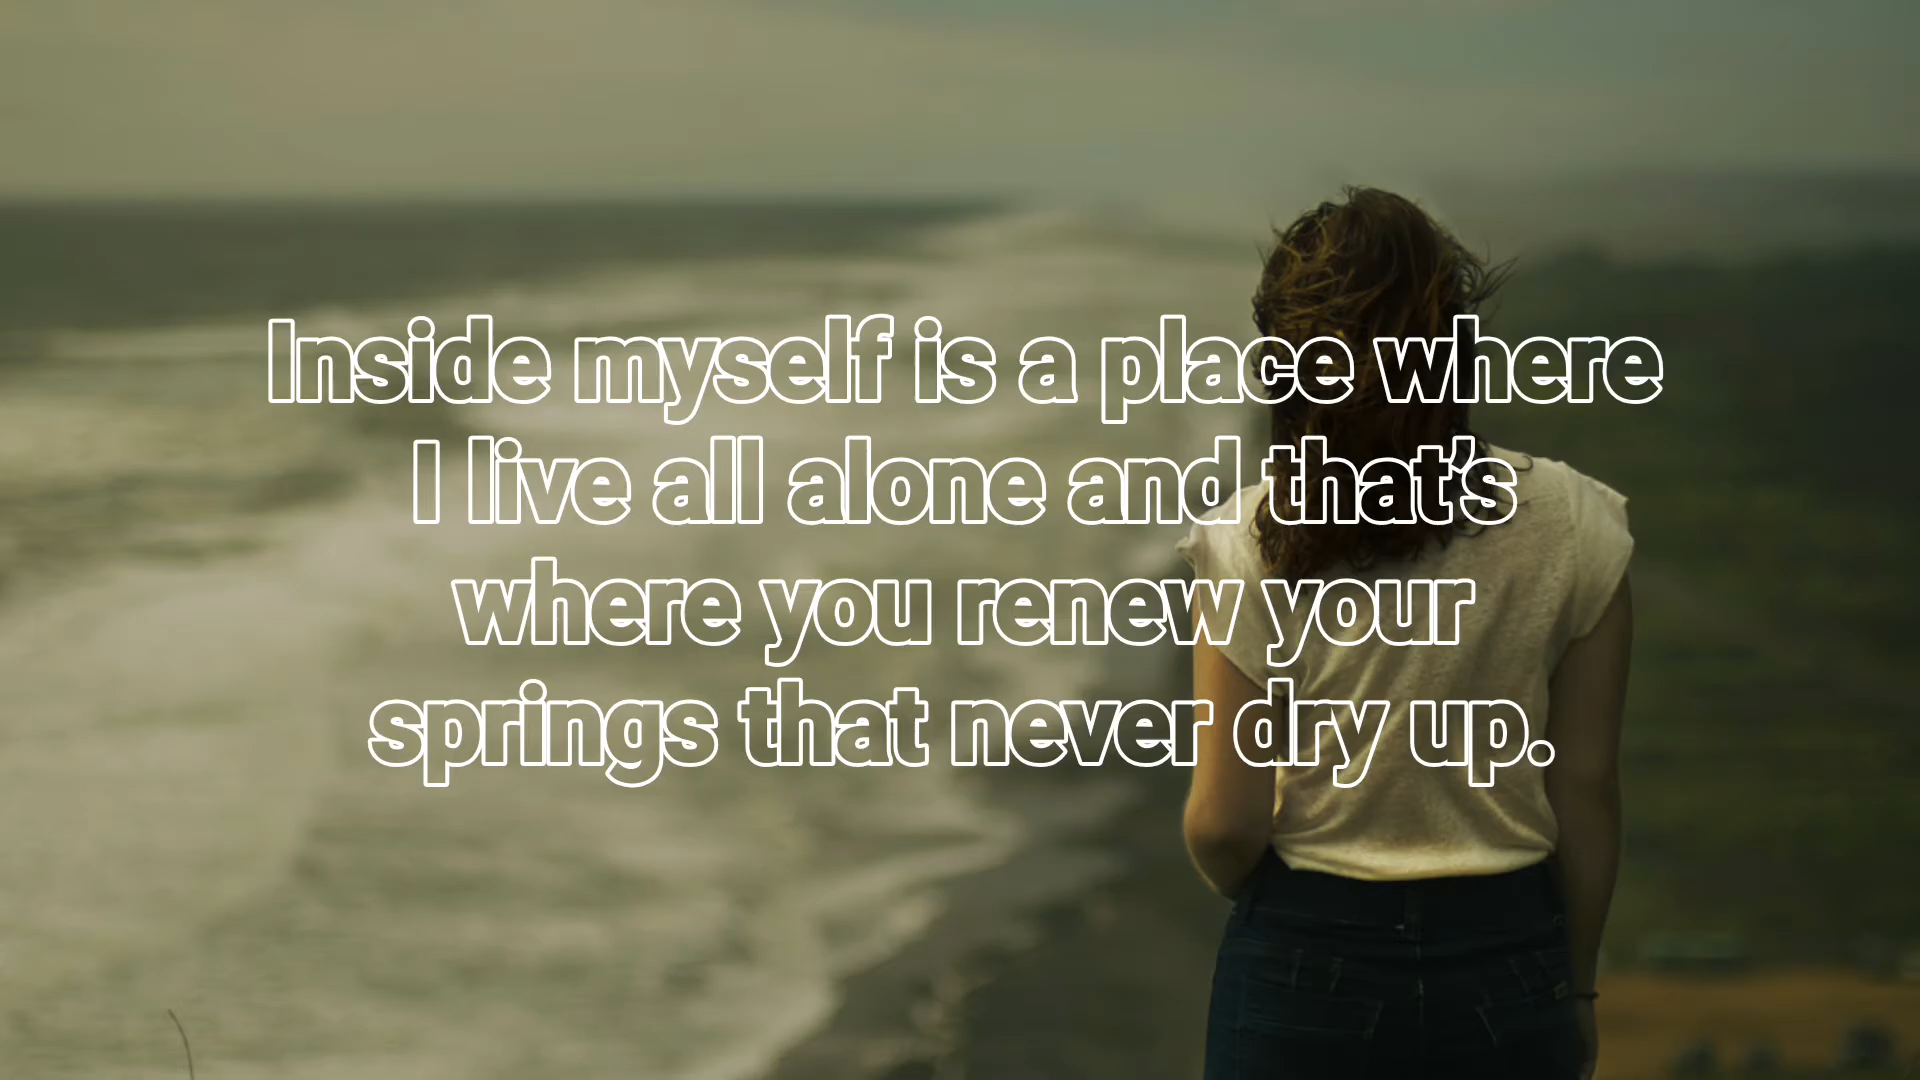 Inside myself is a place where
I live all alone and that’s
where you renew your
springs that never dry up.